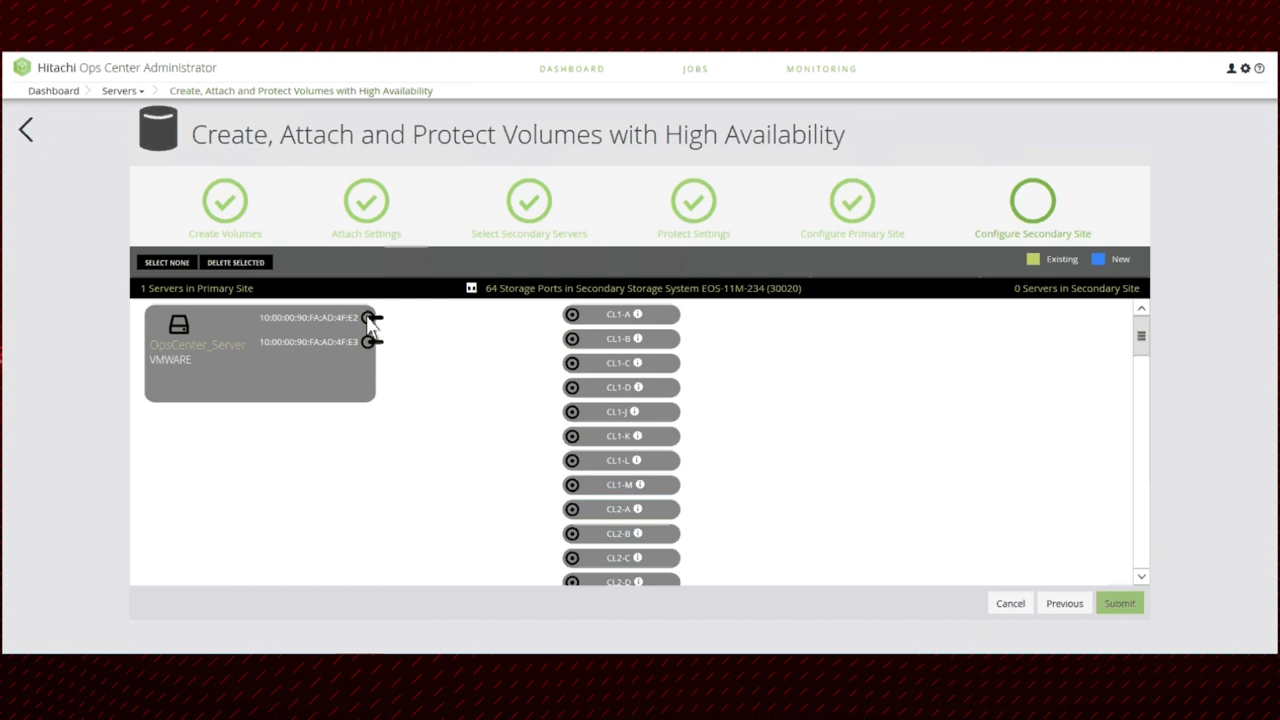 Hitachi Ops Center Administrator
DASHBOARD
JOBS
MONITORING
Dashboard
Servers
Create, Attach and Protect Volumes with High Availability
Create, Attach and Protect Volumes with High Availability
Create Volumes
Attach Settings
Select Secondary Servers
Protect Settings
Configure Primary Site
Configure Secondary Site
SELECT NONE
DELETE SELECTED
Existing
New
1 Servers in Primary Site
64 Storage Ports in Secondary Storage System EOS-11M-234 (30020)
0 Servers in Secondary Site
10:00:00:90:FA:AD:4F:E2
OpsCenter_Server
10:00:00:90:FA:AD:4F:E3
VMWARE
CL1-A
CL1-B
CL1-C
CL1-D
CL1-J
CL1-K
CL1-L
CL1-M
CL2-A
CL2-B
CL2-C
CL2-D
Cancel
Previous
Submit